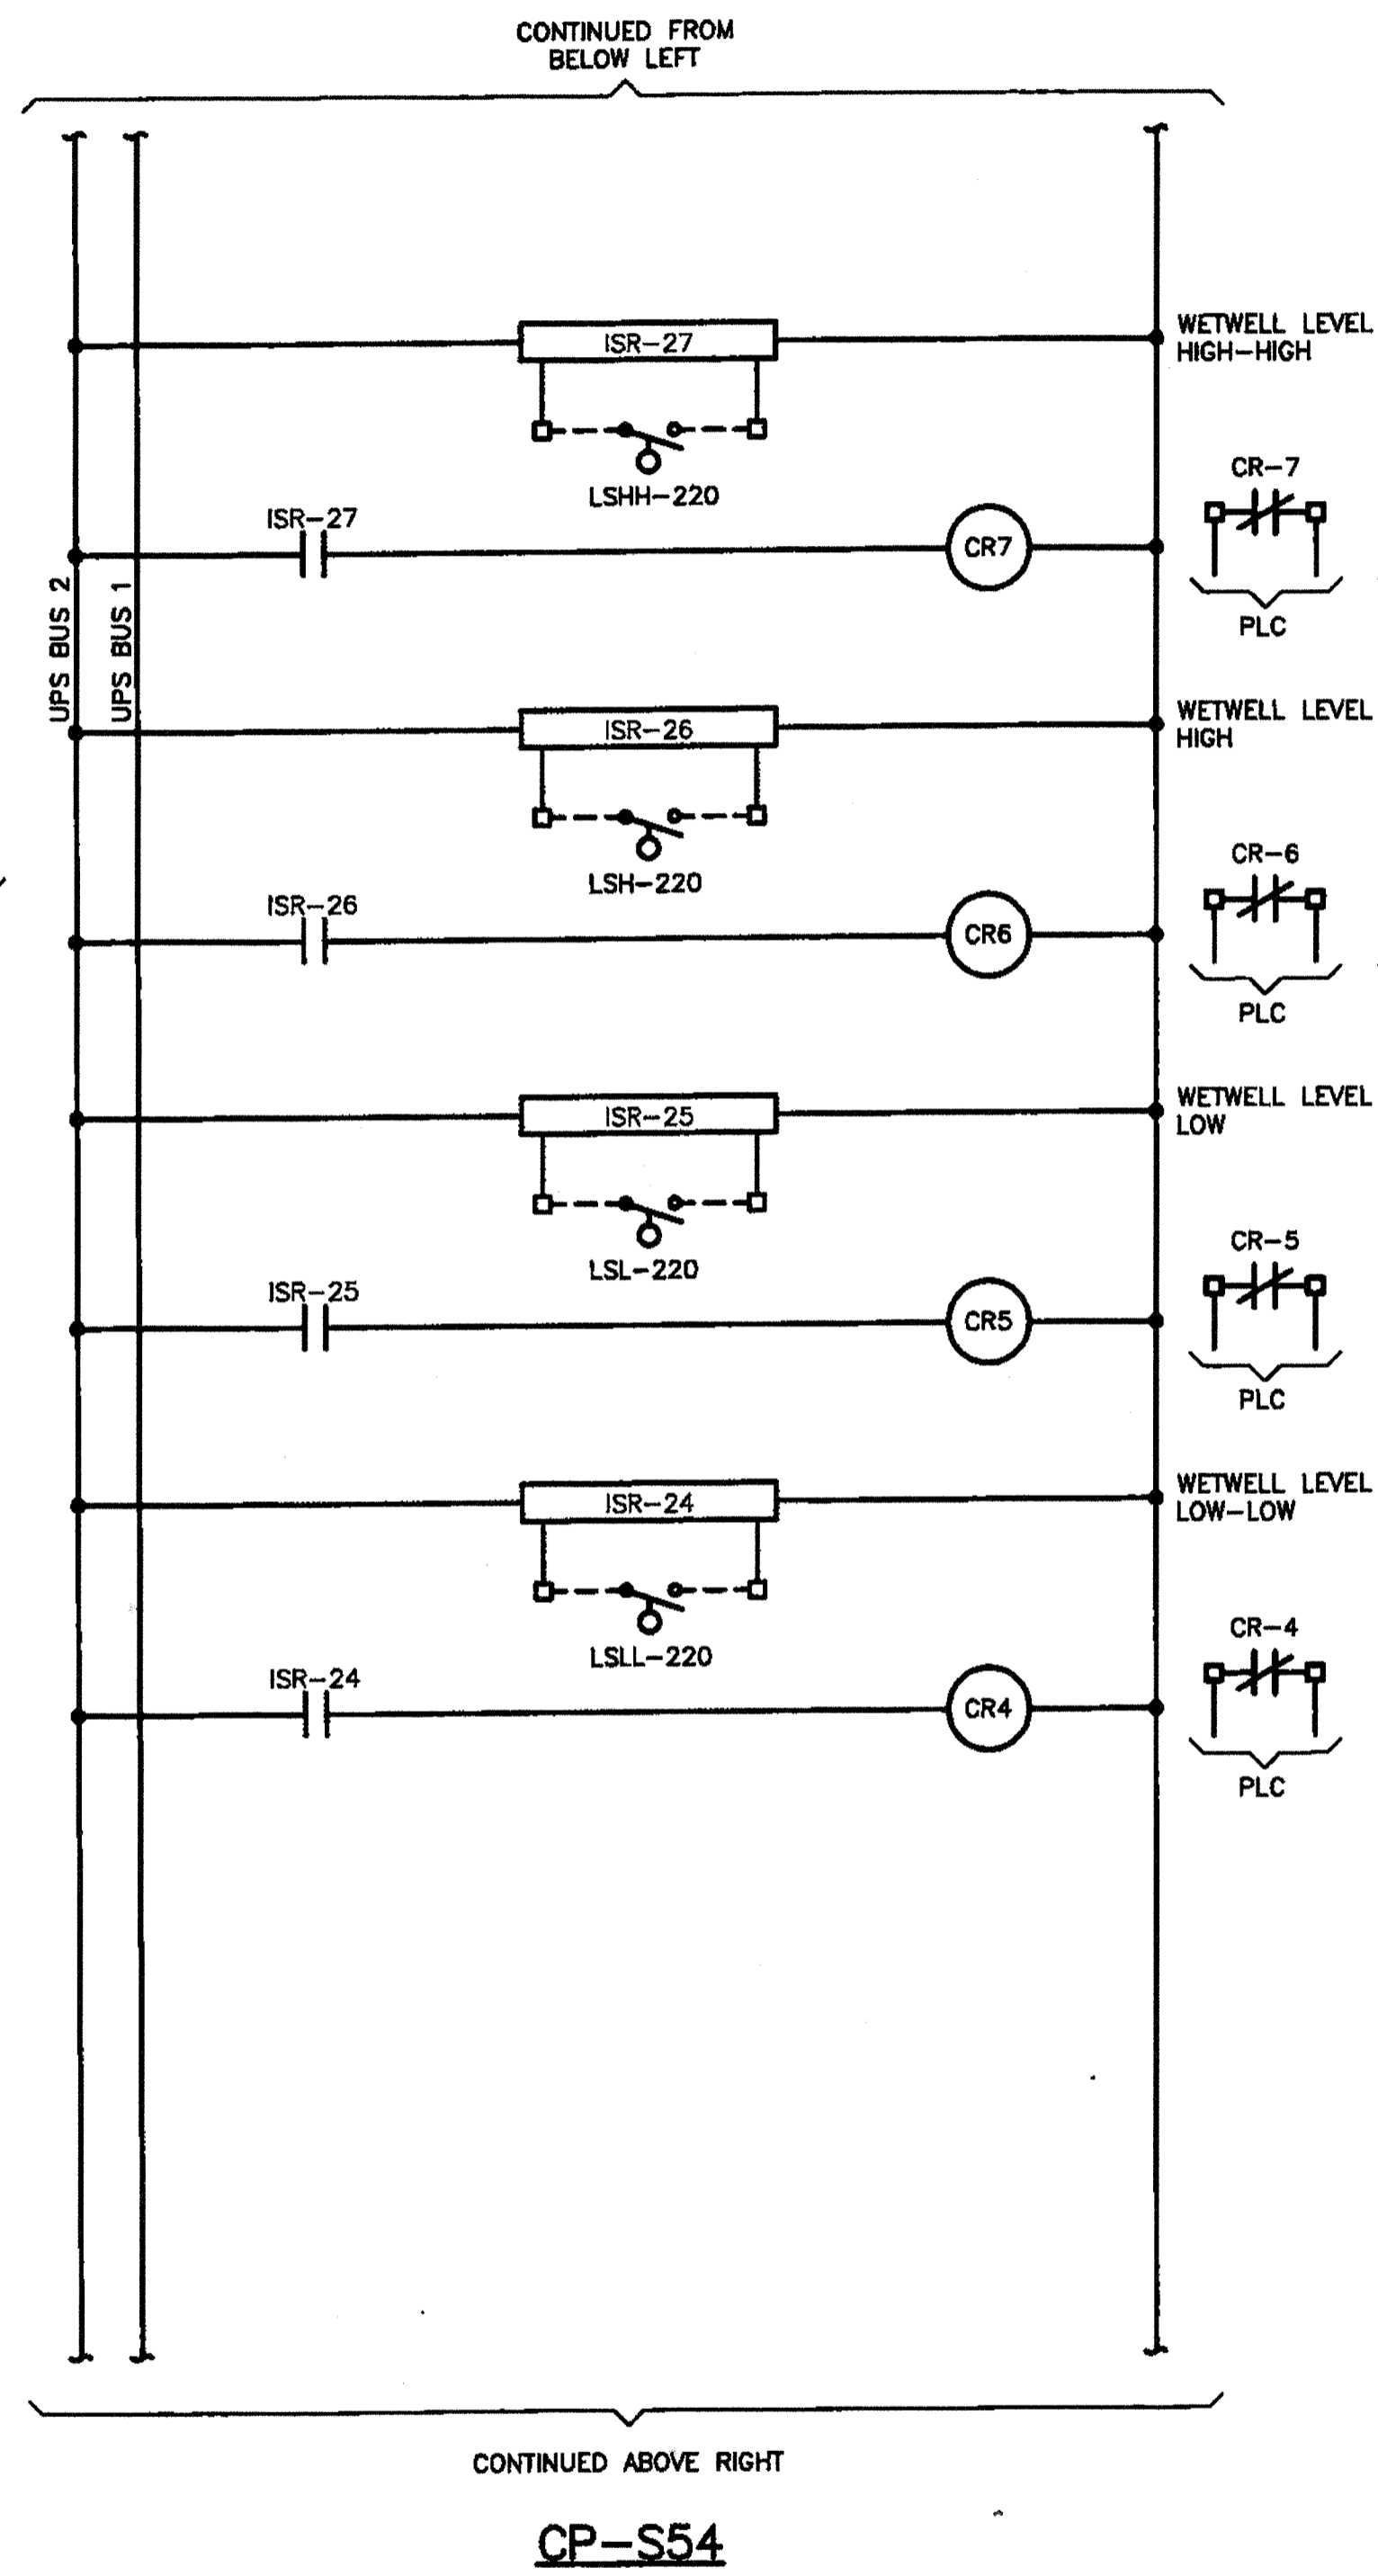 CONTINUED FROM
BELOW LEFT
ISR-27
WETWELL LEVEL
HIGH-HIGH
LSHH-220
CR-7
ISR-27
CR7
PLC
UPS BUS 2
UPS BUS 1
ISR-26
WETWELL LEVEL
HIGH
LSH-220
CR-6
ISR-26
CR6
PLC
ISR-25
WETWELL LEVEL
LOW
LSL-220
CR-5
ISR-25
CR5
PLC
ISR-24
WETWELL LEVEL
LOW-LOW
LSLL-220
CR-4
ISR-24
CR4
PLC
CONTINUED ABOVE RIGHT
CP-S54